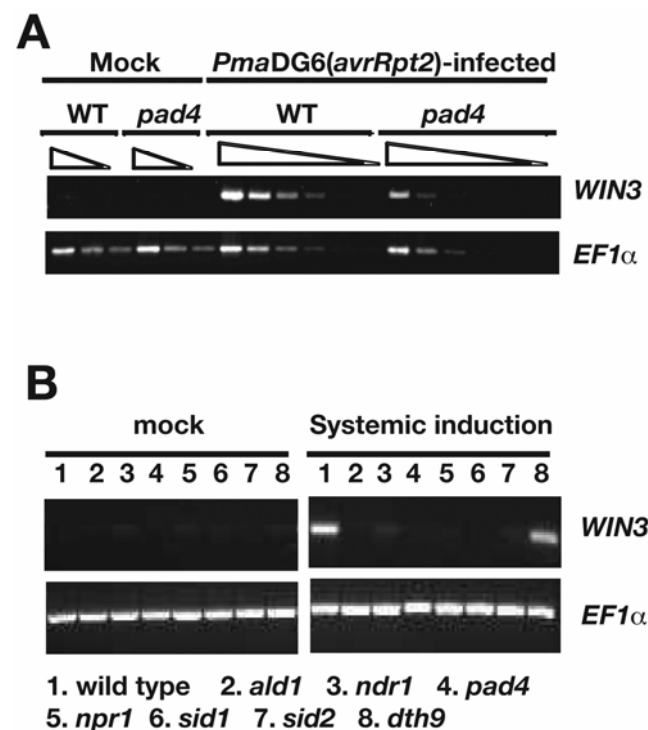 A
Mock PmaDG6(avrRpt2)-infected
WT pad4 WT pad4
WIN3
EF1α
B
mock Systemic induction
1 2 3 4 5 6 7 8 1 2 3 4 5 6 7 8
WIN3
EF1α
1. wild type 2. ald1 3. ndr1 4. pad4
5. npr1 6. sid1 7. sid2 8. dth9